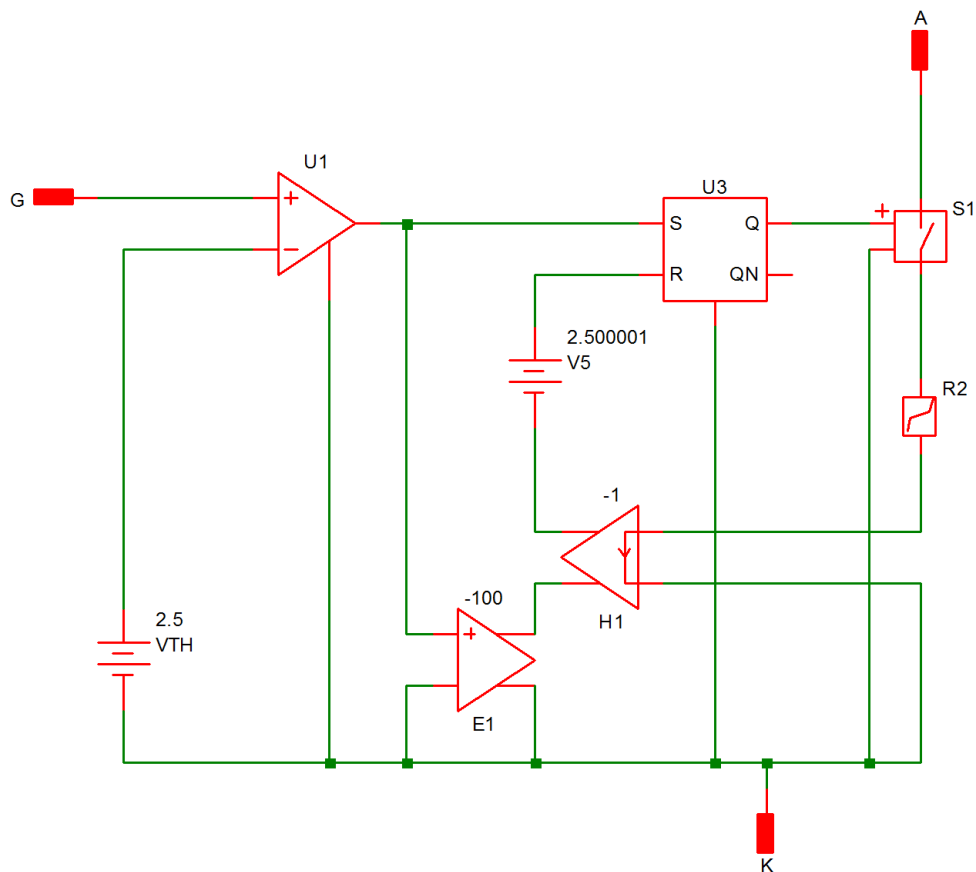 A
U1
G
+
-
U3
S
Q
R
QN
+
S1
2.500001
V5
R2
-1
H1
-100
+
E1
2.5
VTH
K